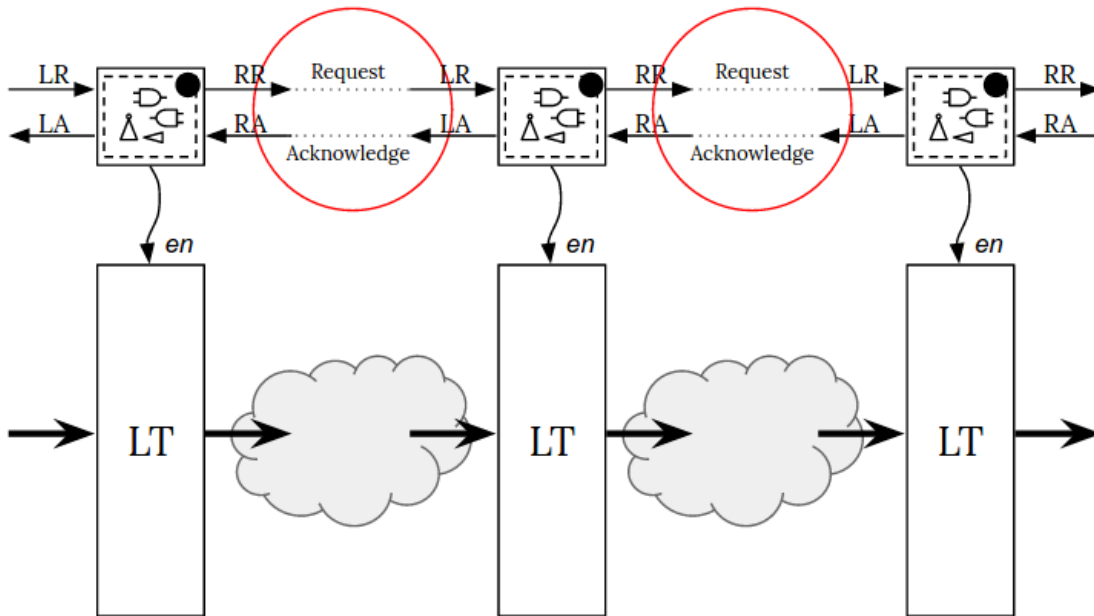 LR RR Request LR RR Request LR RR
LA RA Acknowledge LA RA Acknowledge LA RA
en en en
LT LT LT